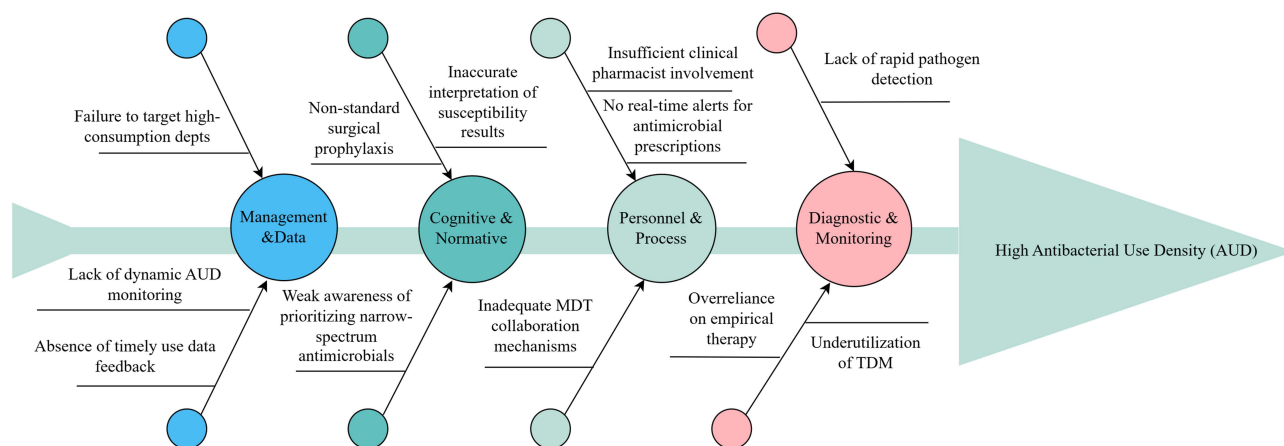 Failure to target high-
consumption depts
Non-standard
surgical
prophylaxis
Inaccurate
interpretation of
susceptibility
results
Insufficient clinical
pharmacist involvement
No real-time alerts for
antimicrobial
prescriptions
Lack of rapid pathogen
detection
Management
&Data
Cognitive &
Normative
Personnel &
Process
Diagnostic &
Monitoring
High Antibacterial Use Density (AUD)
Lack of dynamic AUD
monitoring
Absence of timely use data
feedback
Weak awareness of
prioritizing narrow-
spectrum
antimicrobials
Inadequate MDT
collaboration
mechanisms
Overreliance
on empirical
therapy
Underutilization
of TDM